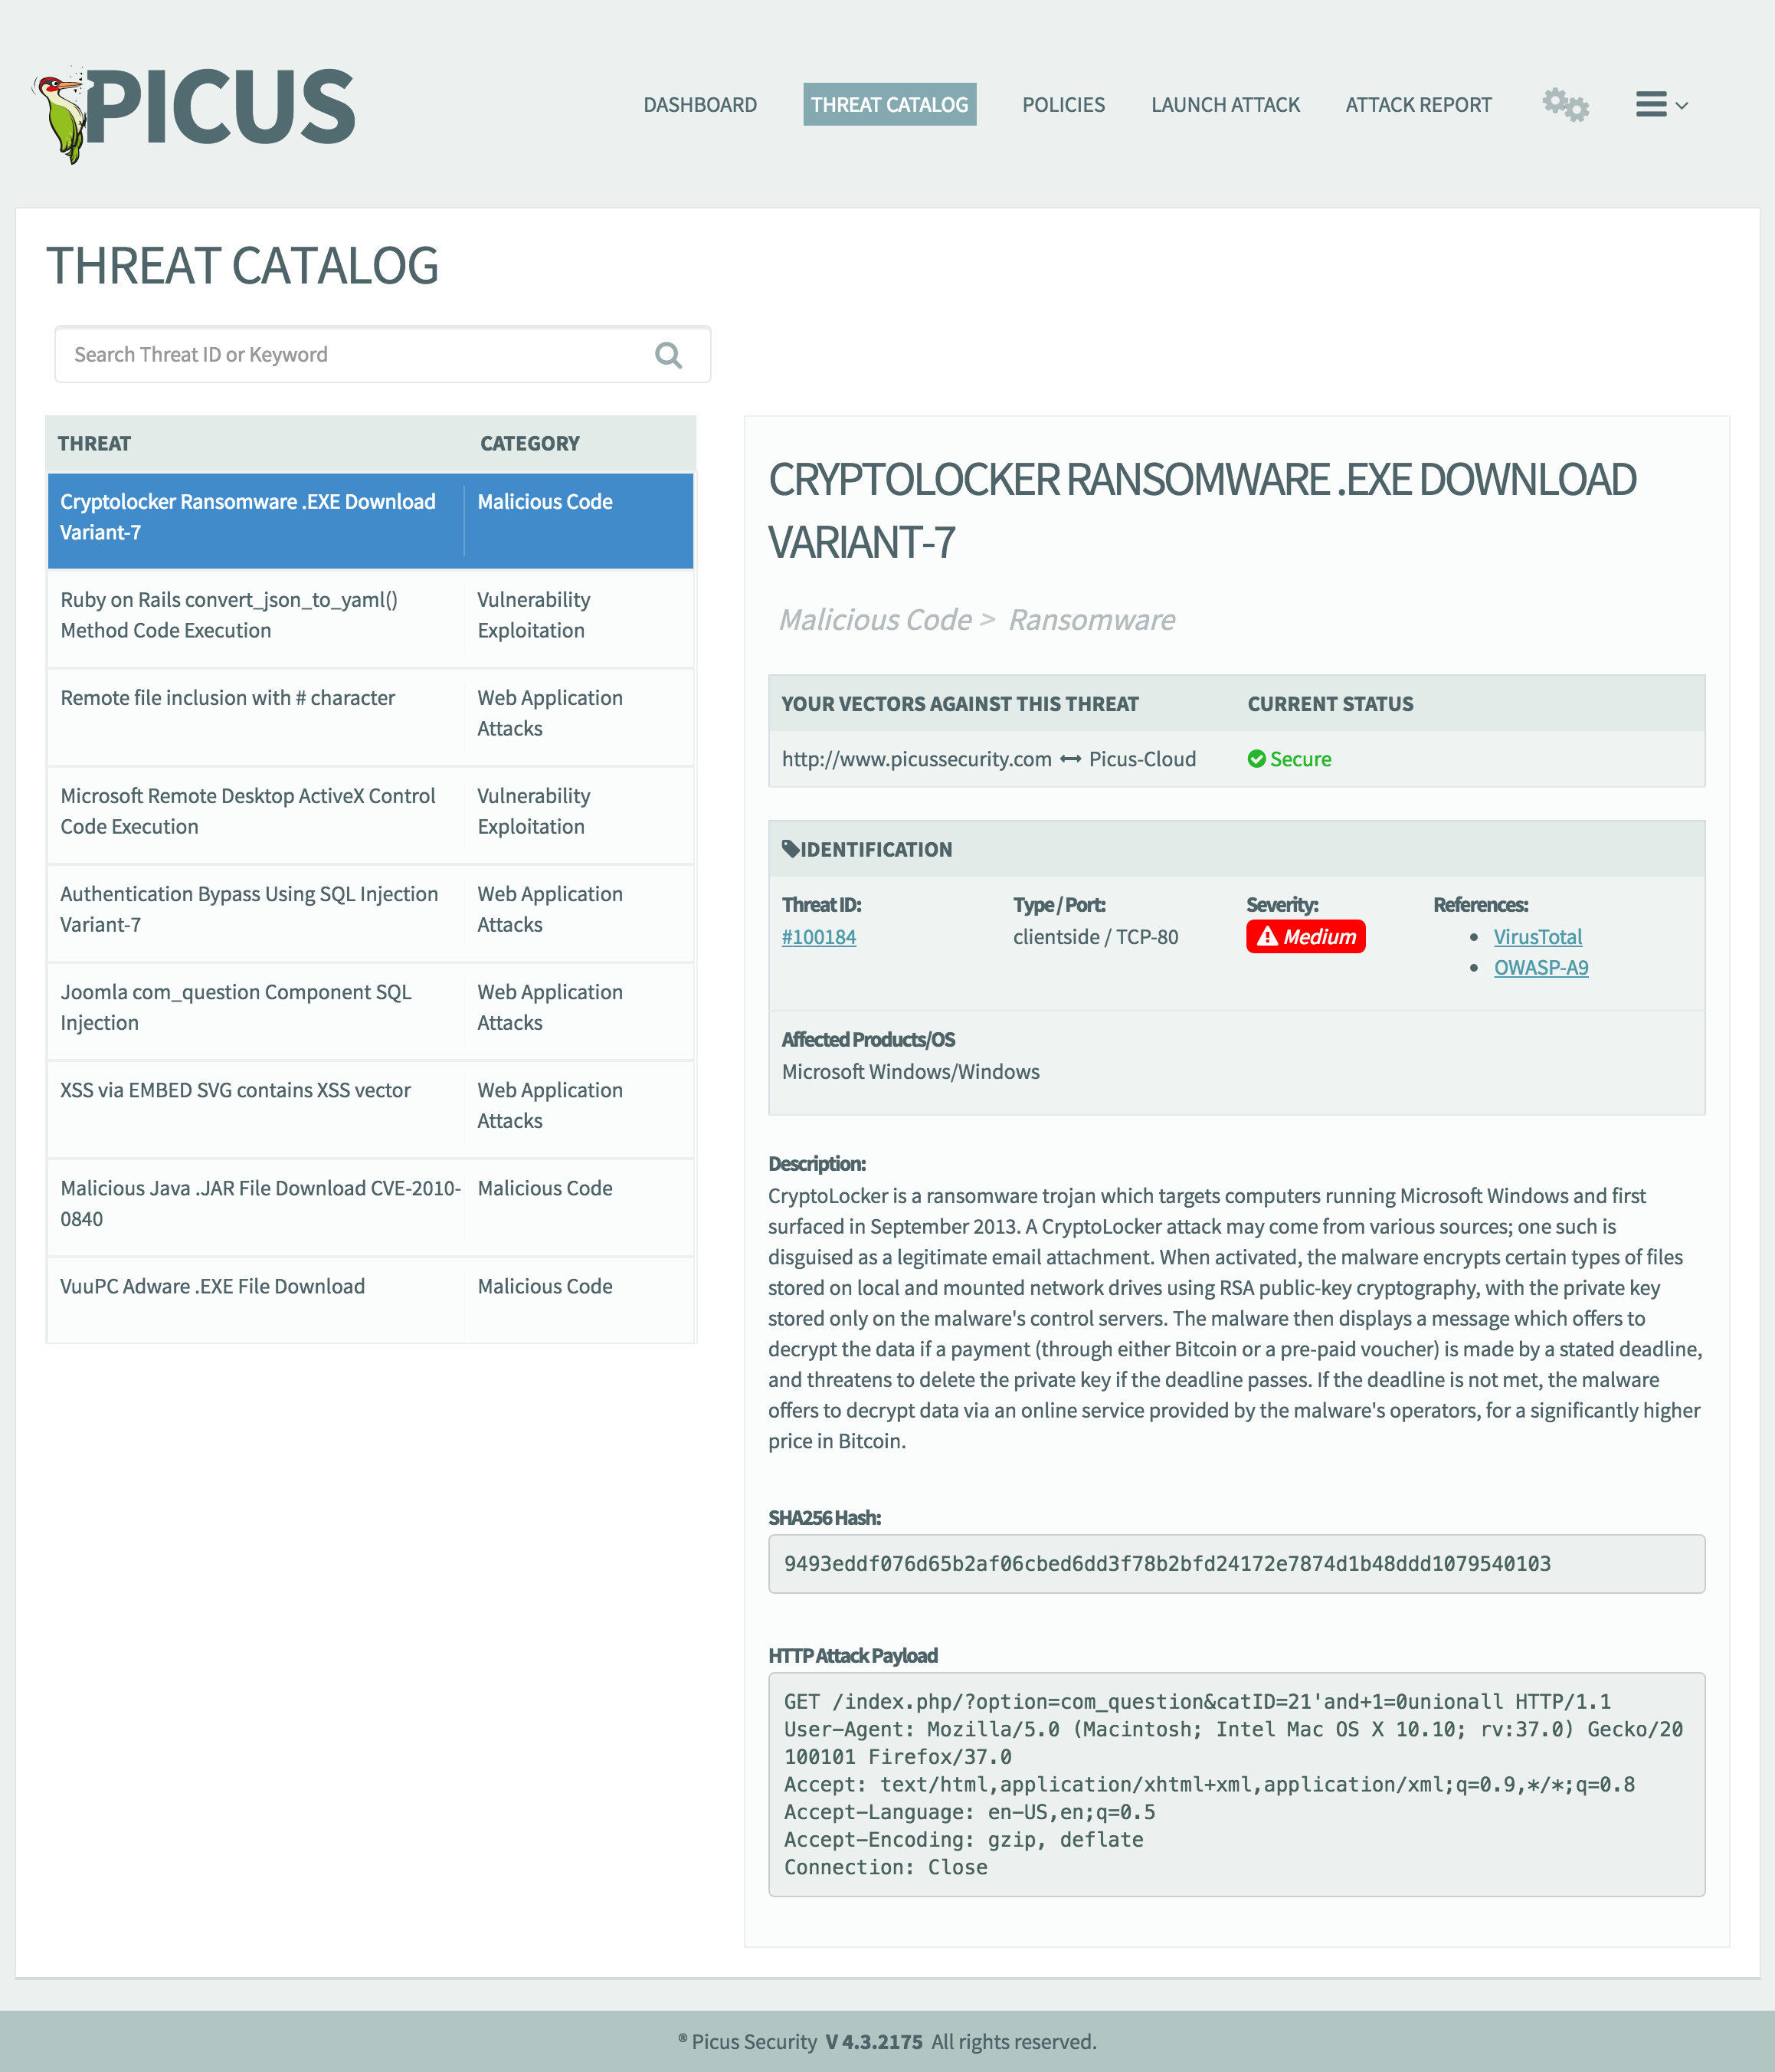 PICUS
DASHBOARD
THREAT CATALOG
POLICIES
LAUNCH ATTACK
ATTACK REPORT
THREAT CATALOG
Search Threat ID or Keyword
THREAT CATEGORY
Cryptolocker Ransomware .EXE Download Malicious Code
Variant-7
Ruby on Rails convert_json_to_yaml() Vulnerability
Method Code Execution Exploitation
Remote file inclusion with # character Web Application
Attacks
Microsoft Remote Desktop ActiveX Control Vulnerability
Code Execution Exploitation
Authentication Bypass Using SQL Injection Web Application
Variant-7 Attacks
Joomla com_question Component SQL Web Application
Injection Attacks
XSS via EMBED SVG contains XSS vector Web Application
Attacks
Malicious Java .JAR File Download CVE-2010- Malicious Code
0840
VuuPC Adware .EXE File Download Malicious Code
CRYPTOLOCKER RANSOMWARE .EXE DOWNLOAD
VARIANT-7
Malicious Code > Ransomware
YOUR VECTORS AGAINST THIS THREAT CURRENT STATUS
http://www.picussecurity.com ↔ Picus-Cloud Secure
IDENTIFICATION
Threat ID: Type / Port: Severity: References:
#100184 clientside / TCP-80 Medium • VirusTotal
• OWASP-A9
Affected Products/OS
Microsoft Windows/Windows
Description:
CryptoLocker is a ransomware trojan which targets computers running Microsoft Windows and first
surfaced in September 2013. A CryptoLocker attack may come from various sources; one such is
disguised as a legitimate email attachment. When activated, the malware encrypts certain types of files
stored on local and mounted network drives using RSA public-key cryptography, with the private key
stored only on the malware's control servers. The malware then displays a message which offers to
decrypt the data if a payment (through either Bitcoin or a pre-paid voucher) is made by a stated deadline,
and threatens to delete the private key if the deadline passes. If the deadline is not met, the malware
offers to decrypt data via an online service provided by the malware's operators, for a significantly higher
price in Bitcoin.
SHA256 Hash:
9493eddf076d65b2af06cbed6dd3f78b2bfd24172e7874d1b48ddd1079540103
HTTP Attack Payload
GET /index.php/?option=com_question&catID=21'and+1=0unionall HTTP/1.1
User-Agent: Mozilla/5.0 (Macintosh; Intel Mac OS X 10.10; rv:37.0) Gecko/20
100101 Firefox/37.0
Accept: text/html,application/xhtml+xml,application/xml;q=0.9,*/*;q=0.8
Accept-Language: en-US,en;q=0.5
Accept-Encoding: gzip, deflate
Connection: Close
® Picus Security V 4.3.2175 All rights reserved.